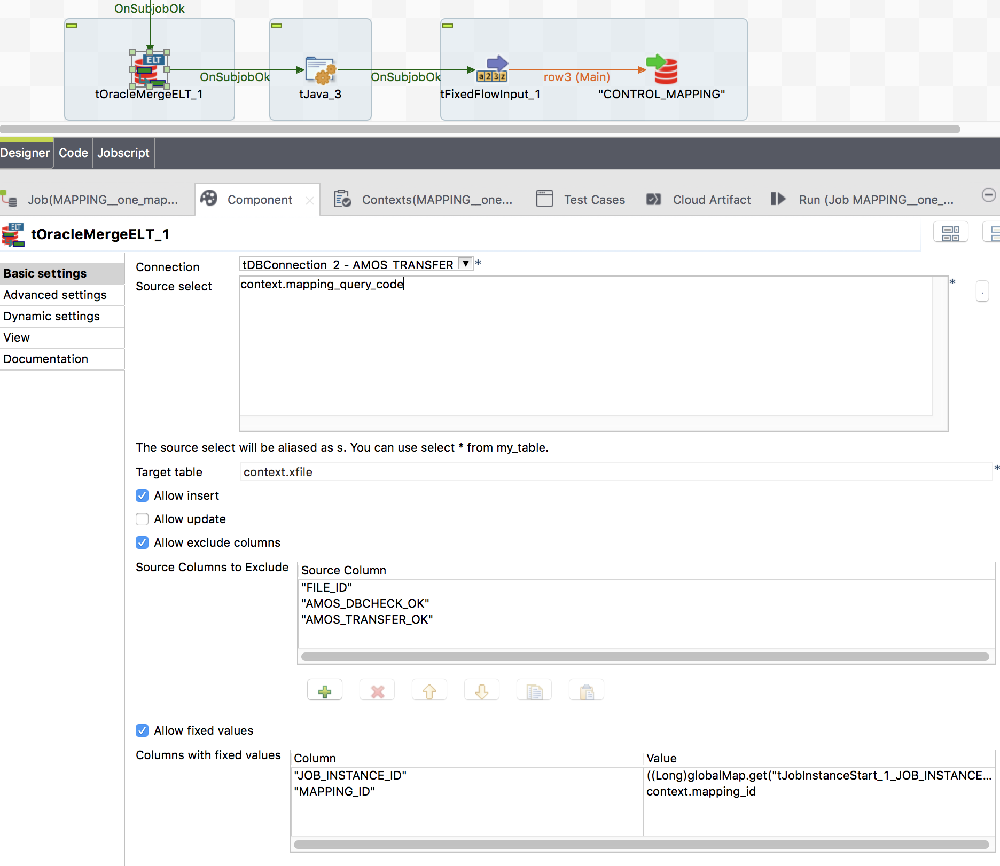 OnSubjobOk
ELT
OnSubjobOk
OnSubjobOk
row3 (Main)
tOracleMergeELT_1
tJava_3
tFixedFlowInput_1
"CONTROL_MAPPING"
Designer
Code
Jobscript
Job(MAPPING__one_map...
Component
Contexts(MAPPING__one...
Test Cases
Cloud Artifact
Run (Job MAPPING__one_...
ELT
tOracleMergeELT_1
Basic settings
Advanced settings
Dynamic settings
View
Documentation
Connection
tDBConnection_2 - AMOS_TRANSFER
*
Source select
context.mapping_query_code
*
The source select will be aliased as s. You can use select * from my_table.
Target table
context.xfile
*
Allow insert
Allow update
Allow exclude columns
Source Columns to Exclude
Source Column
"FILE_ID"
"AMOS_DBCHECK_OK"
"AMOS_TRANSFER_OK"
Allow fixed values
Columns with fixed values
Column
Value
"JOB_INSTANCE_ID"
((Long)globalMap.get("tJobInstanceStart_1_JOB_INSTANCE...
"MAPPING_ID"
context.mapping_id